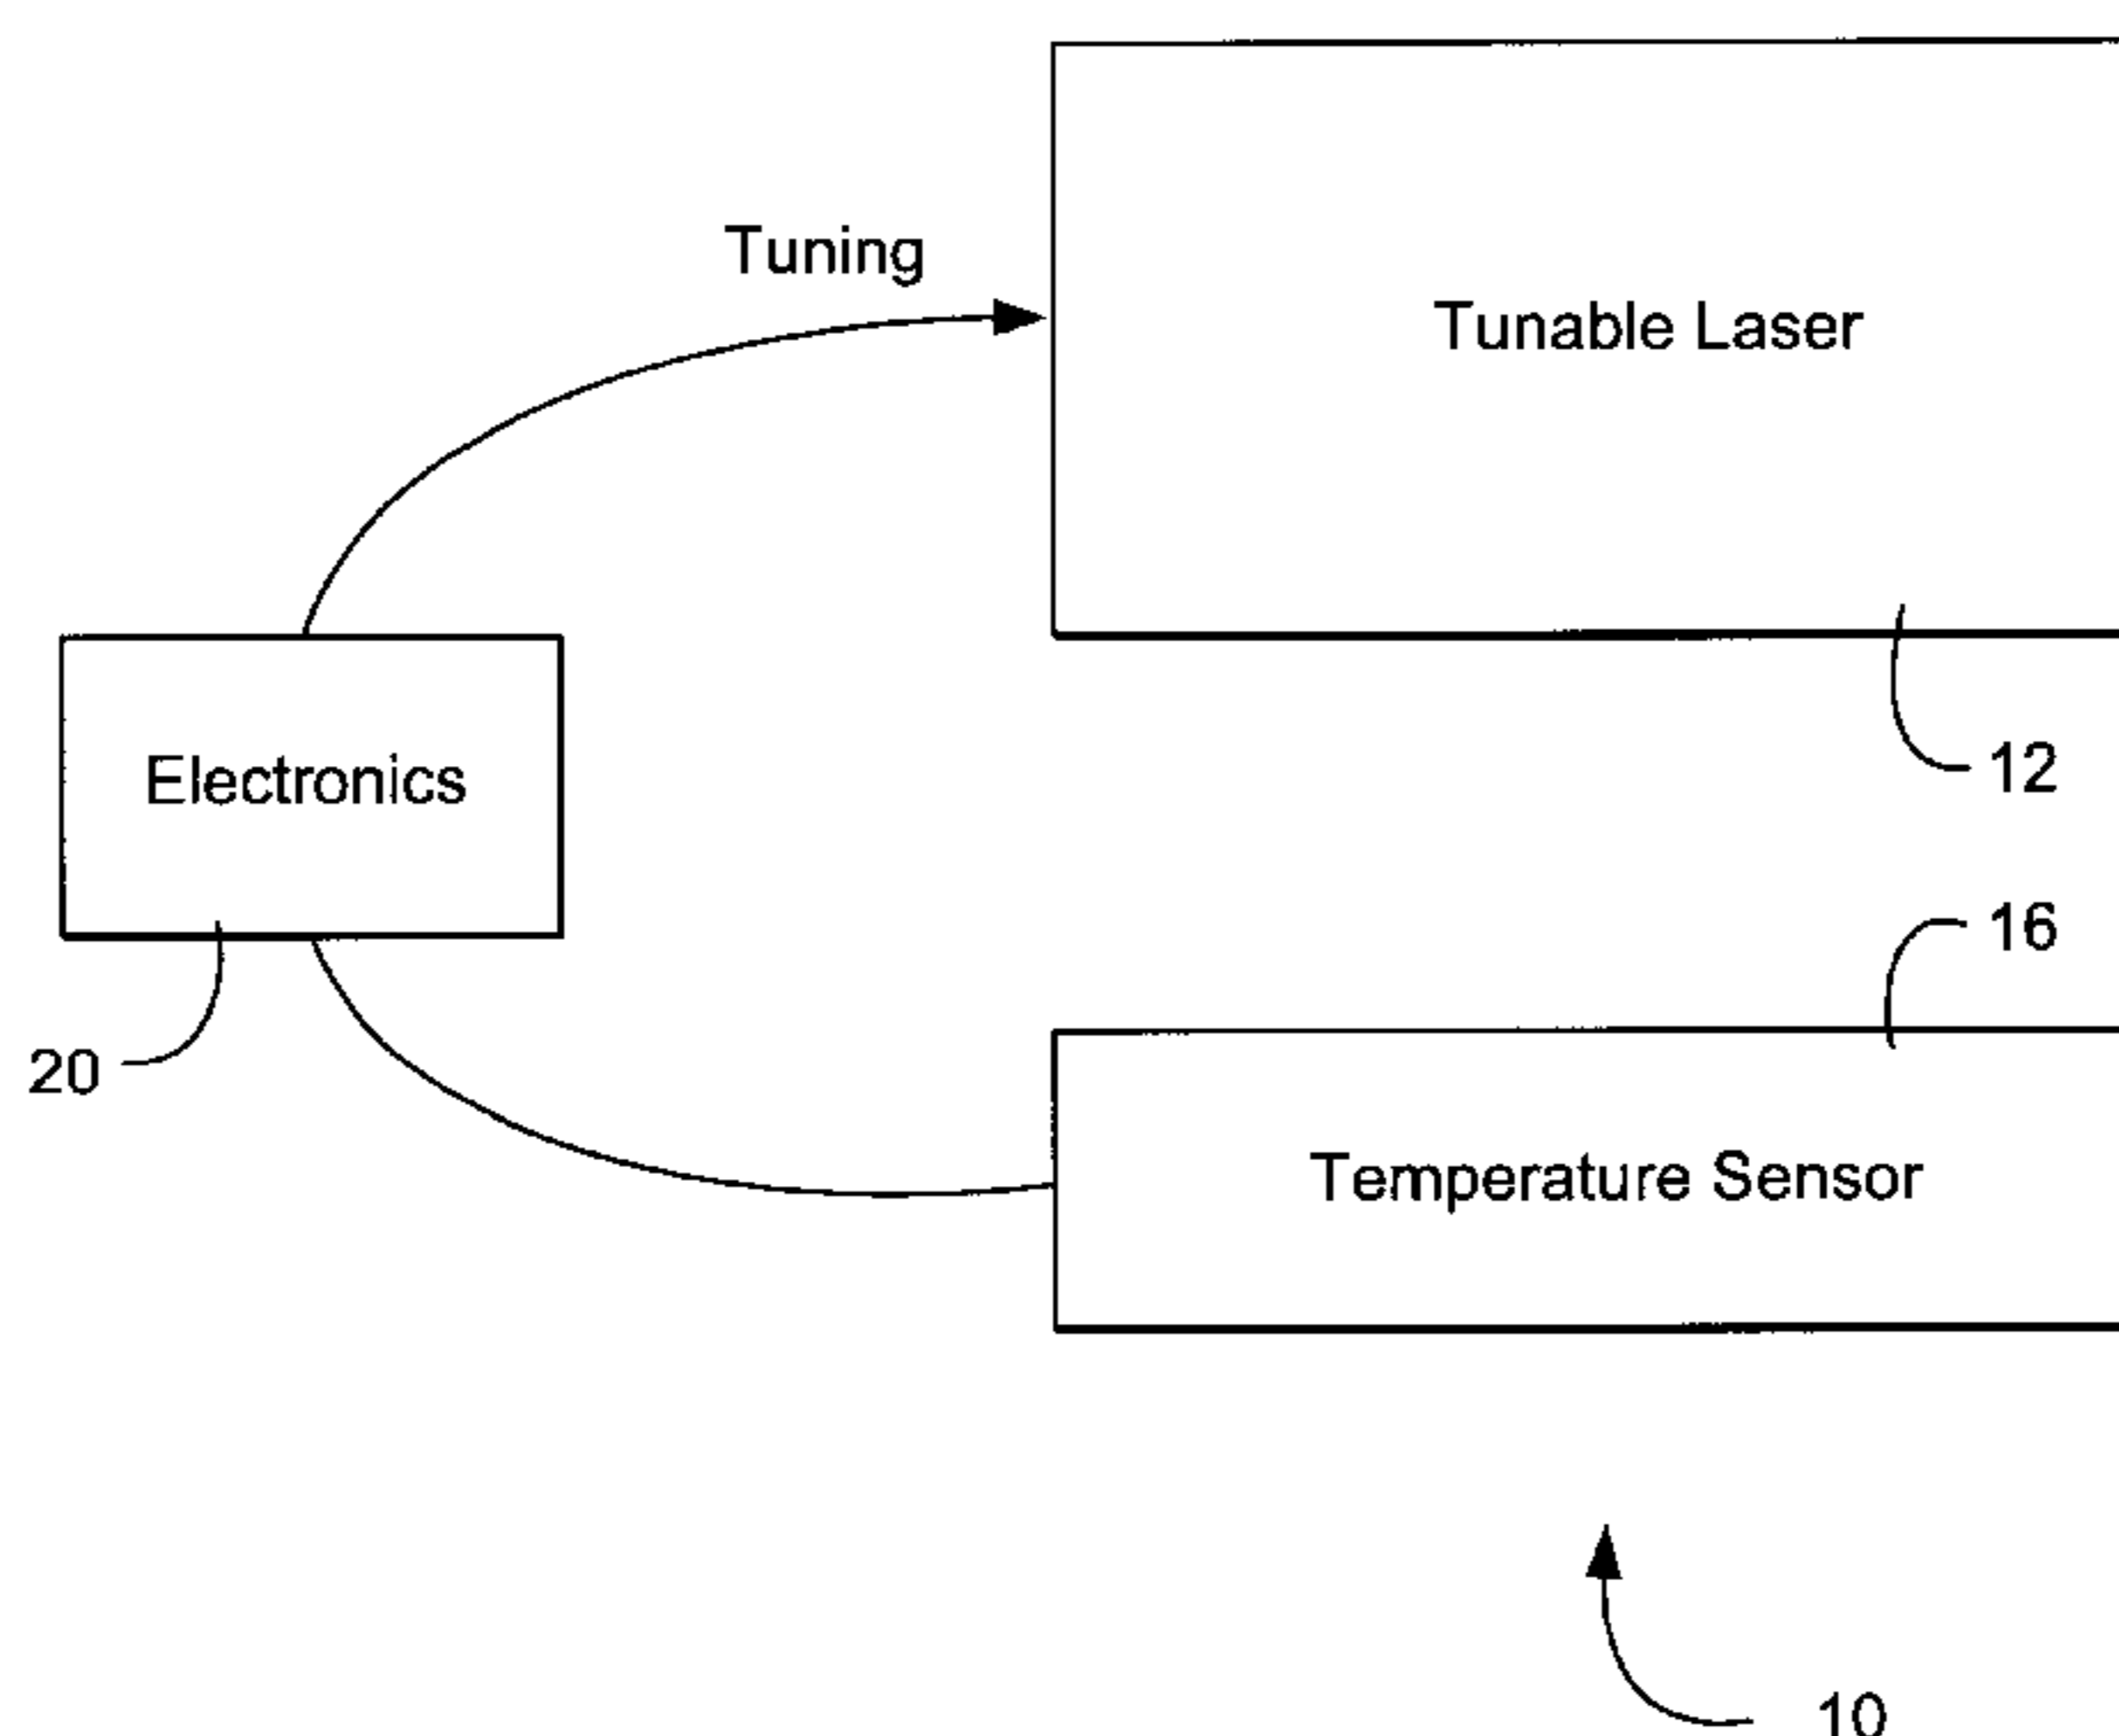 Tuning
Tunable Laser
Electronics
12
16
20
Temperature Sensor
10